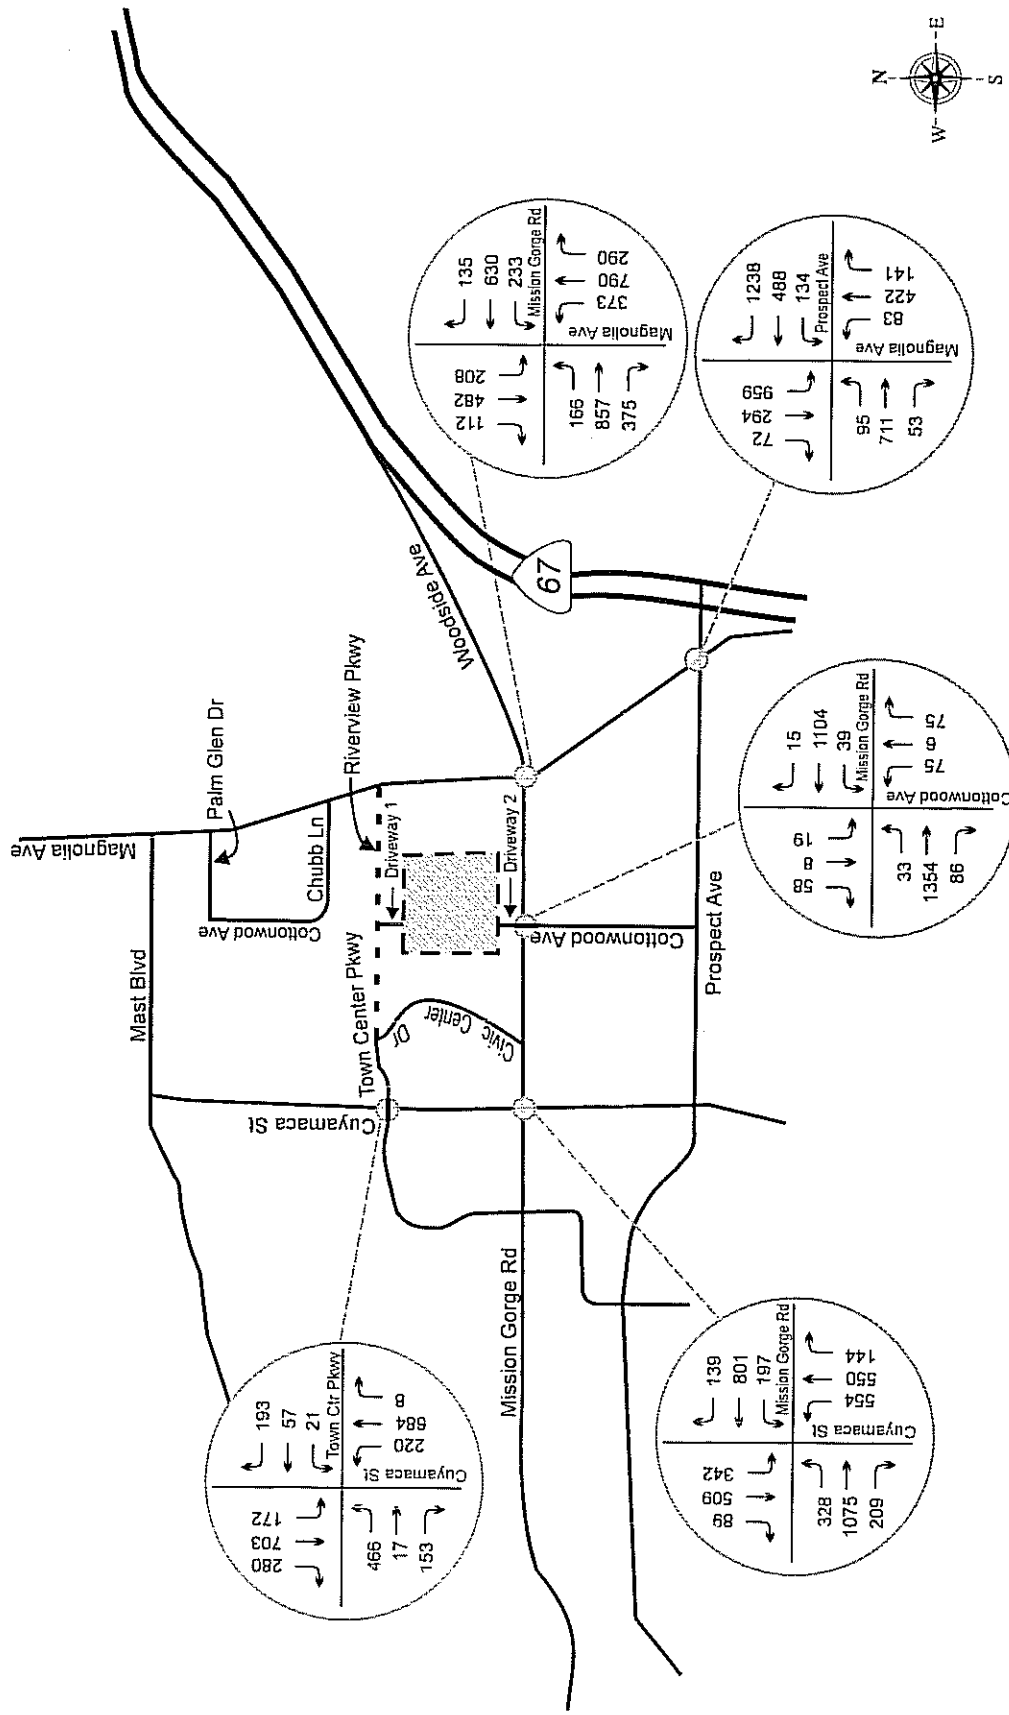 N
E
W
S
Palm Glen Dr
Riverview Pkwy
Magnolia Ave
Chubb Ln
Cottonwod Ave
Mast Blvd
Woodside Ave
67
Driveway 1
Driveway 2
Town Center Pkwy
Civic Center Dr
Cuyamaca St
Cottonwood Ave
Prospect Ave
Mission Gorge Rd
112 482 208
135
630
233
Mission Gorge Rd
Magnolia Ave
166
857
375
373 790 290
72 294 959
1238
488
134
Prospect Ave
Magnolia Ave
95
711
53
83 422 141
58 8 19
15
1104
39
Mission Gorge Rd
Cottonwood Ave
33
1354
86
75 6 75
280 703 172
193
57
21
Town Ctr Pkwy
Cuyamaca St
466
17
153
220 684 8
89 509 342
139
801
197
Mission Gorge Rd
Cuyamaca St
328
1075
209
554 550 144